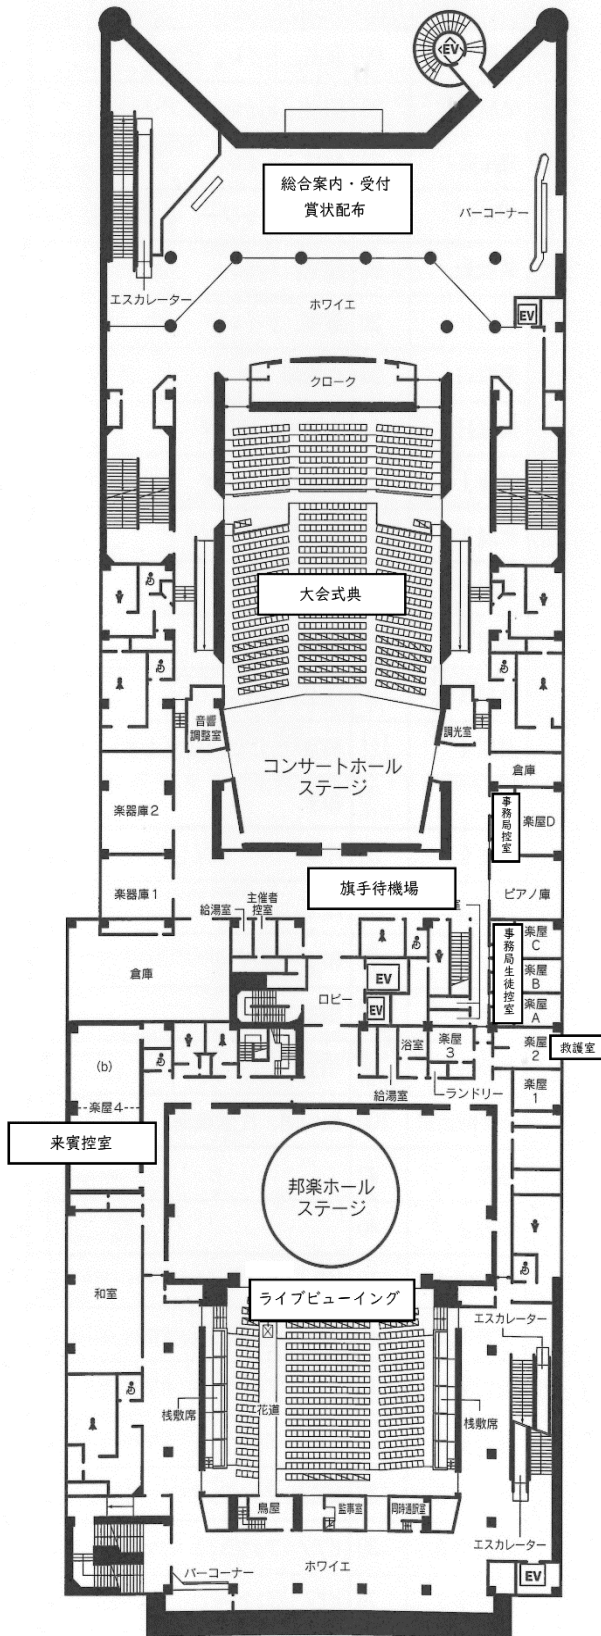 EV
総合案内・受付
賞状配布
バーコーナー
エスカレーター
ホワイエ
EV
クローク
大会式典
音響
調整室
調光室
コンサートホール
ステージ
倉庫
楽器庫2
事務局控室
楽屋D
楽器庫1
旗手待機場
室
ピアノ庫
給湯室
主催者
控室
倉庫
ロビー
EV
EV
事務局生徒控室
楽屋
C
楽屋
B
楽屋
A
(b)
楽屋4
浴室
楽屋
3
楽屋
2
救護室
給湯室
ランドリー
楽屋
1
来賓控室
邦楽ホール
ステージ
和室
ライブビューイング
エスカレーター
桟敷席
花道
桟敷席
鳥屋
監事室
同時通訳室
エスカレーター
バーコーナー
ホワイエ
EV